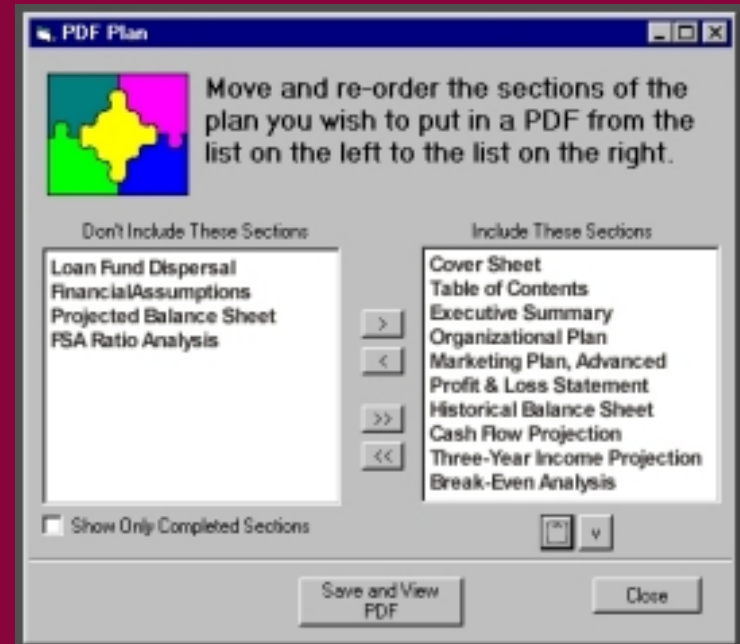 PDF Plan
Move and re-order the sections of the
plan you wish to put in a PDF from the
list on the left to the list on the right.
Don't Include These Sections
Loan Fund Dispersal
FinancialAssumptions
Projected Balance Sheet
FSA Ratio Analysis
>
<
>>
<<
Include These Sections
Cover Sheet
Table of Contents
Executive Summary
Organizational Plan
Marketing Plan, Advanced
Profit & Loss Statement
Historical Balance Sheet
Cash Flow Projection
Three-Year Income Projection
Break-Even Analysis
Show Only Completed Sections
^
v
Save and View
PDF
Close